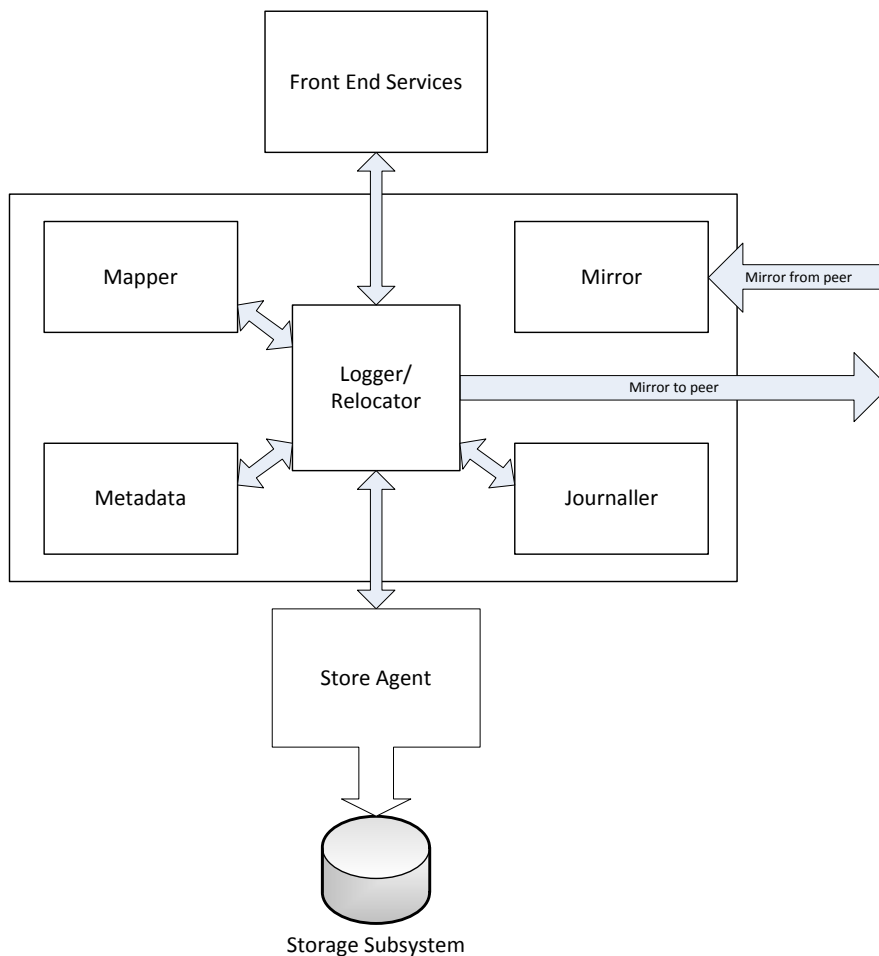 Front End Services
Mapper
Mirror
Mirror from peer
Logger/
Relocator
Mirror to peer
Metadata
Journaller
Store Agent
Storage Subsystem